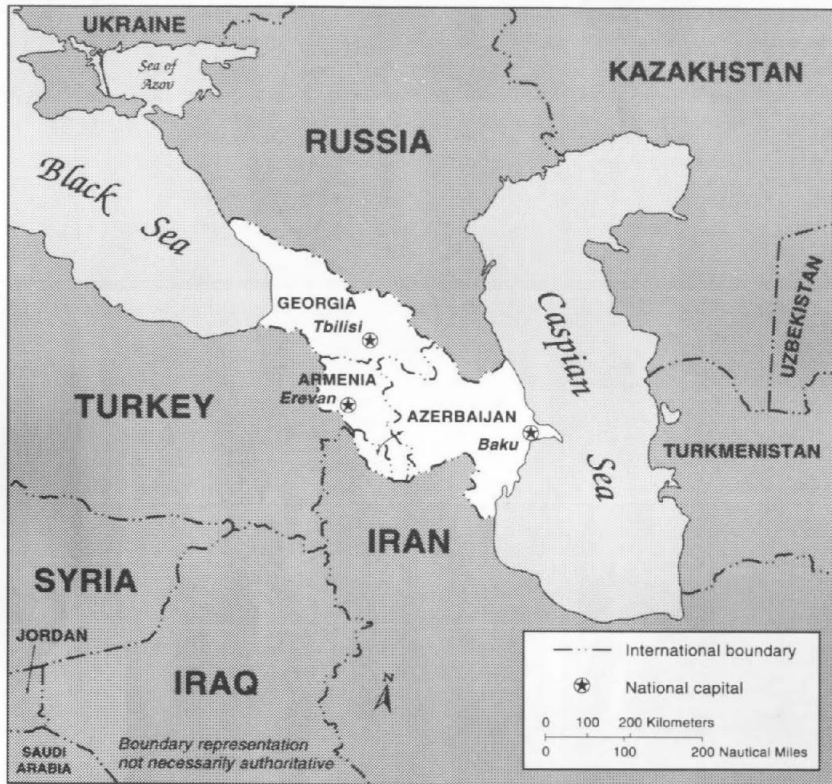 UKRAINE
Sea of
Azov
KAZAKHSTAN
RUSSIA
Black Sea
GEORGIA
Tbilisi
Caspian Sea
UZBEKISTAN
ARMENIA
Erevan
TURKEY
AZERBAIJAN
Baku
TURKMENISTAN
IRAN
SYRIA
JORDAN
IRAQ
N
SAUDI
ARABIA
Boundary representation
not necessarily authoritative
International boundary
National capital
0 100 200 Kilometers
0 100 200 Nautical Miles